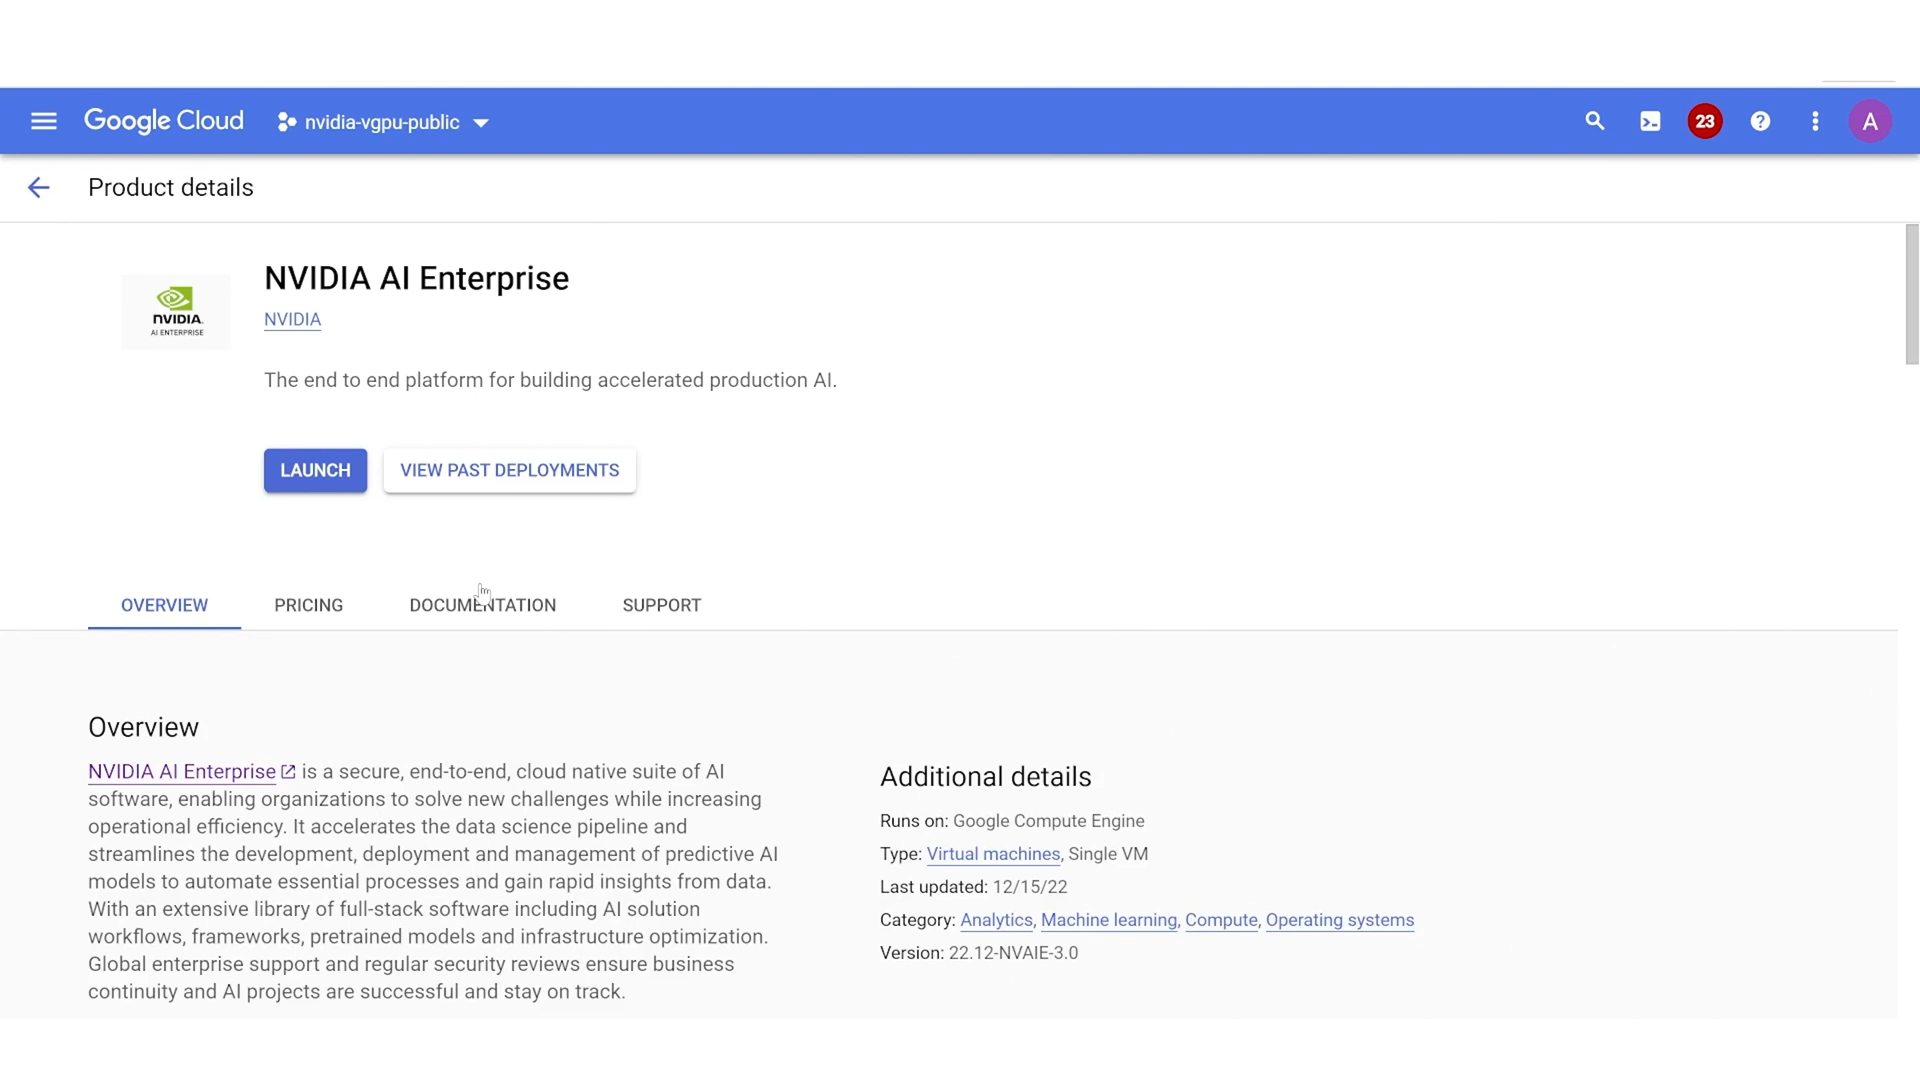 Google Cloud nvidia-vgpu-public 23 A
Product details
NVIDIA AI Enterprise
NVIDIA
NVIDIA.
AI ENTERPRISE
The end to end platform for building accelerated production AI.
LAUNCH VIEW PAST DEPLOYMENTS
OVERVIEW PRICING DOCUMENTATION SUPPORT
Overview
NVIDIA AI Enterprise is a secure, end-to-end, cloud native suite of AI
software, enabling organizations to solve new challenges while increasing
operational efficiency. It accelerates the data science pipeline and
streamlines the development, deployment and management of predictive AI
models to automate essential processes and gain rapid insights from data.
With an extensive library of full-stack software including AI solution
workflows, frameworks, pretrained models and infrastructure optimization.
Global enterprise support and regular security reviews ensure business
continuity and AI projects are successful and stay on track.
Additional details
Runs on: Google Compute Engine
Type: Virtual machines, Single VM
Last updated: 12/15/22
Category: Analytics, Machine learning, Compute, Operating systems
Version: 22.12-NVAIE-3.0